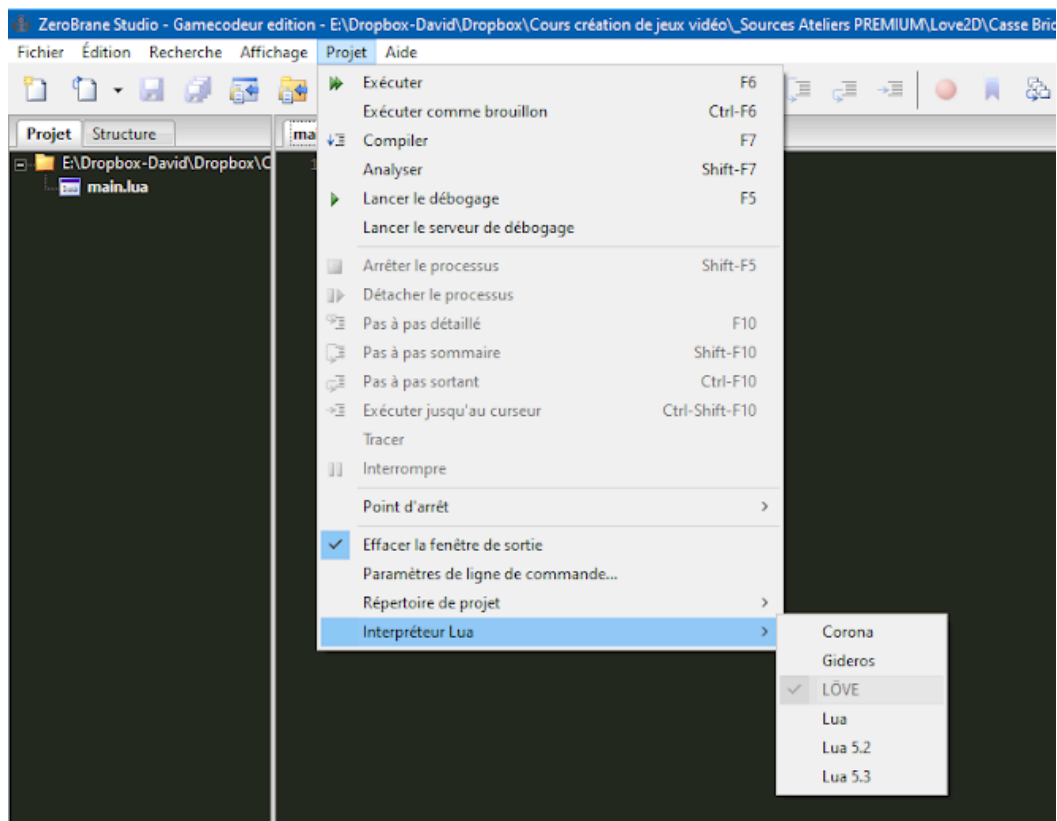 ZeroBrane Studio - Gamecodeur edition - E:\Dropbox-David\Dropbox\Cours création de jeux vidéo\_Sources Ateliers PREMIUM\Love2D\Casse Bric
Fichier Édition Recherche Affichage Projet Aide
Projet Structure
E:\Dropbox-David\Dropbox\C
main.lua
mai
1
Exécuter F6
Exécuter comme brouillon Ctrl-F6
Compiler F7
Analyser Shift-F7
Lancer le débogage F5
Lancer le serveur de débogage
Arrêter le processus Shift-F5
Détacher le processus
Pas à pas détaillé F10
Pas à pas sommaire Shift-F10
Pas à pas sortant Ctrl-F10
Exécuter jusqu'au curseur Ctrl-Shift-F10
Tracer
Interrompre
Point d'arrêt
Effacer la fenêtre de sortie
Paramètres de ligne de commande...
Répertoire de projet
Interpréteur Lua
Corona
Gideros
LÖVE
Lua
Lua 5.2
Lua 5.3